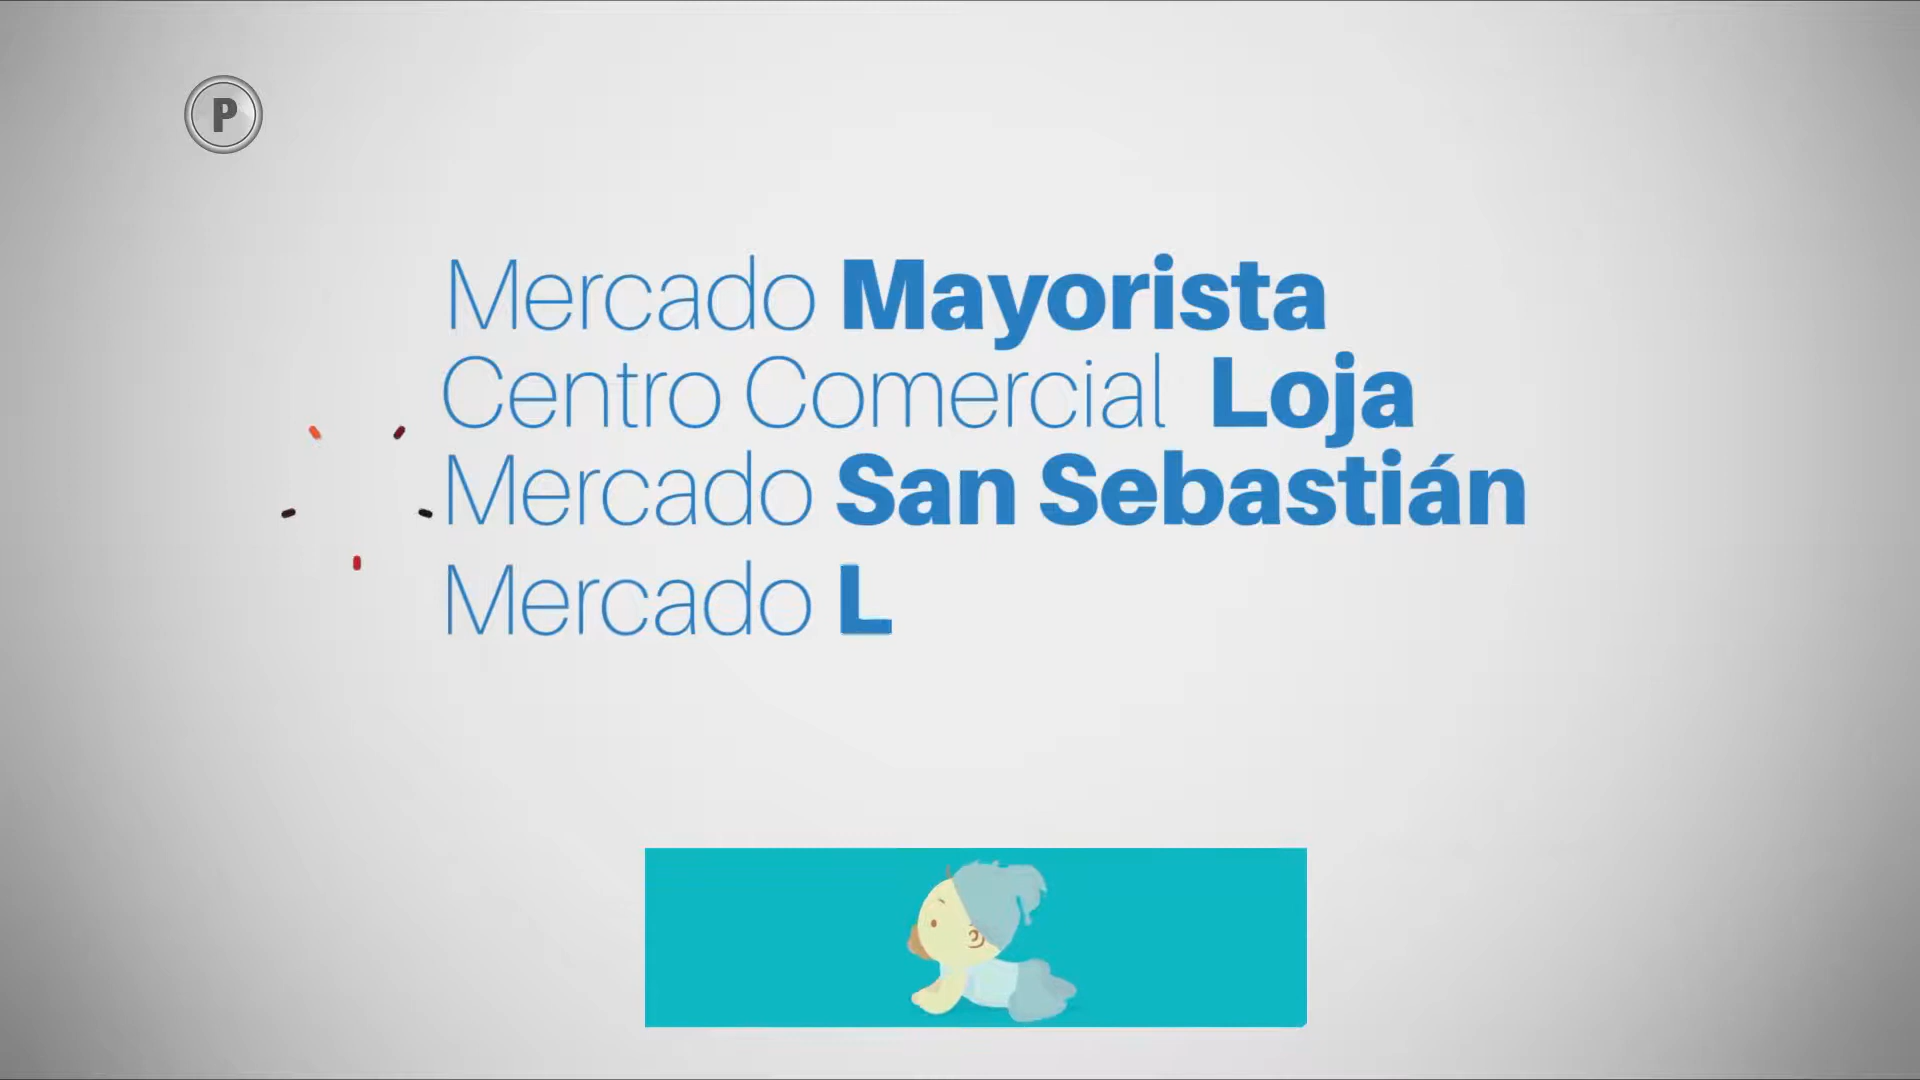 P
Mercado Mayorista
Centro Comercial Loja
Mercado San Sebastián
Mercado L